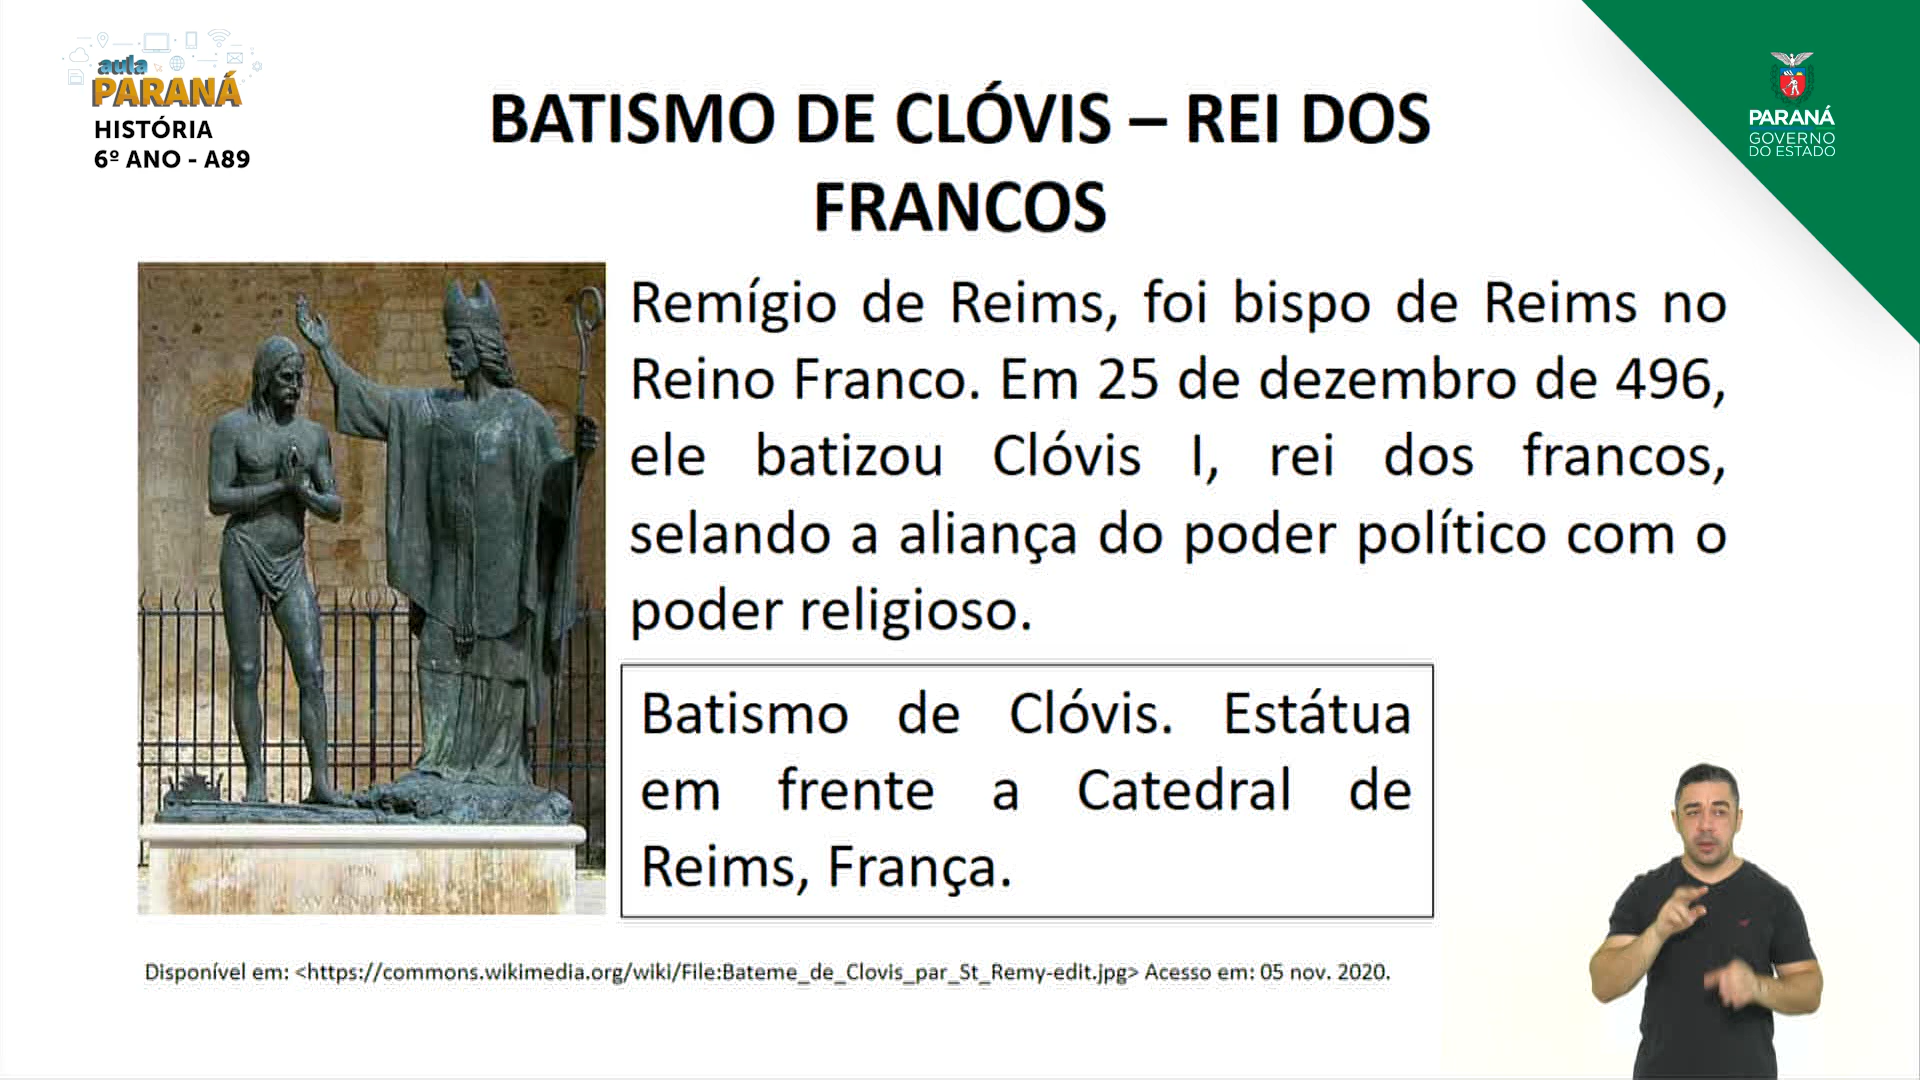 aula
PARANÁ
HISTÓRIA
6º ANO - A89
PARANÁ
GOVERNO
DO ESTADO
BATISMO DE CLÓVIS – REI DOS
FRANCOS
Remígio de Reims, foi bispo de Reims no
Reino Franco. Em 25 de dezembro de 496,
ele batizou Clóvis I, rei dos francos,
selando a aliança do poder político com o
poder religioso.
Batismo de Clóvis. Estátua
em frente a Catedral de
Reims, França.
Disponível em: <https://commons.wikimedia.org/wiki/File:Bateme_de_Clovis_par_St_Remy-edit.jpg> Acesso em: 05 nov. 2020.